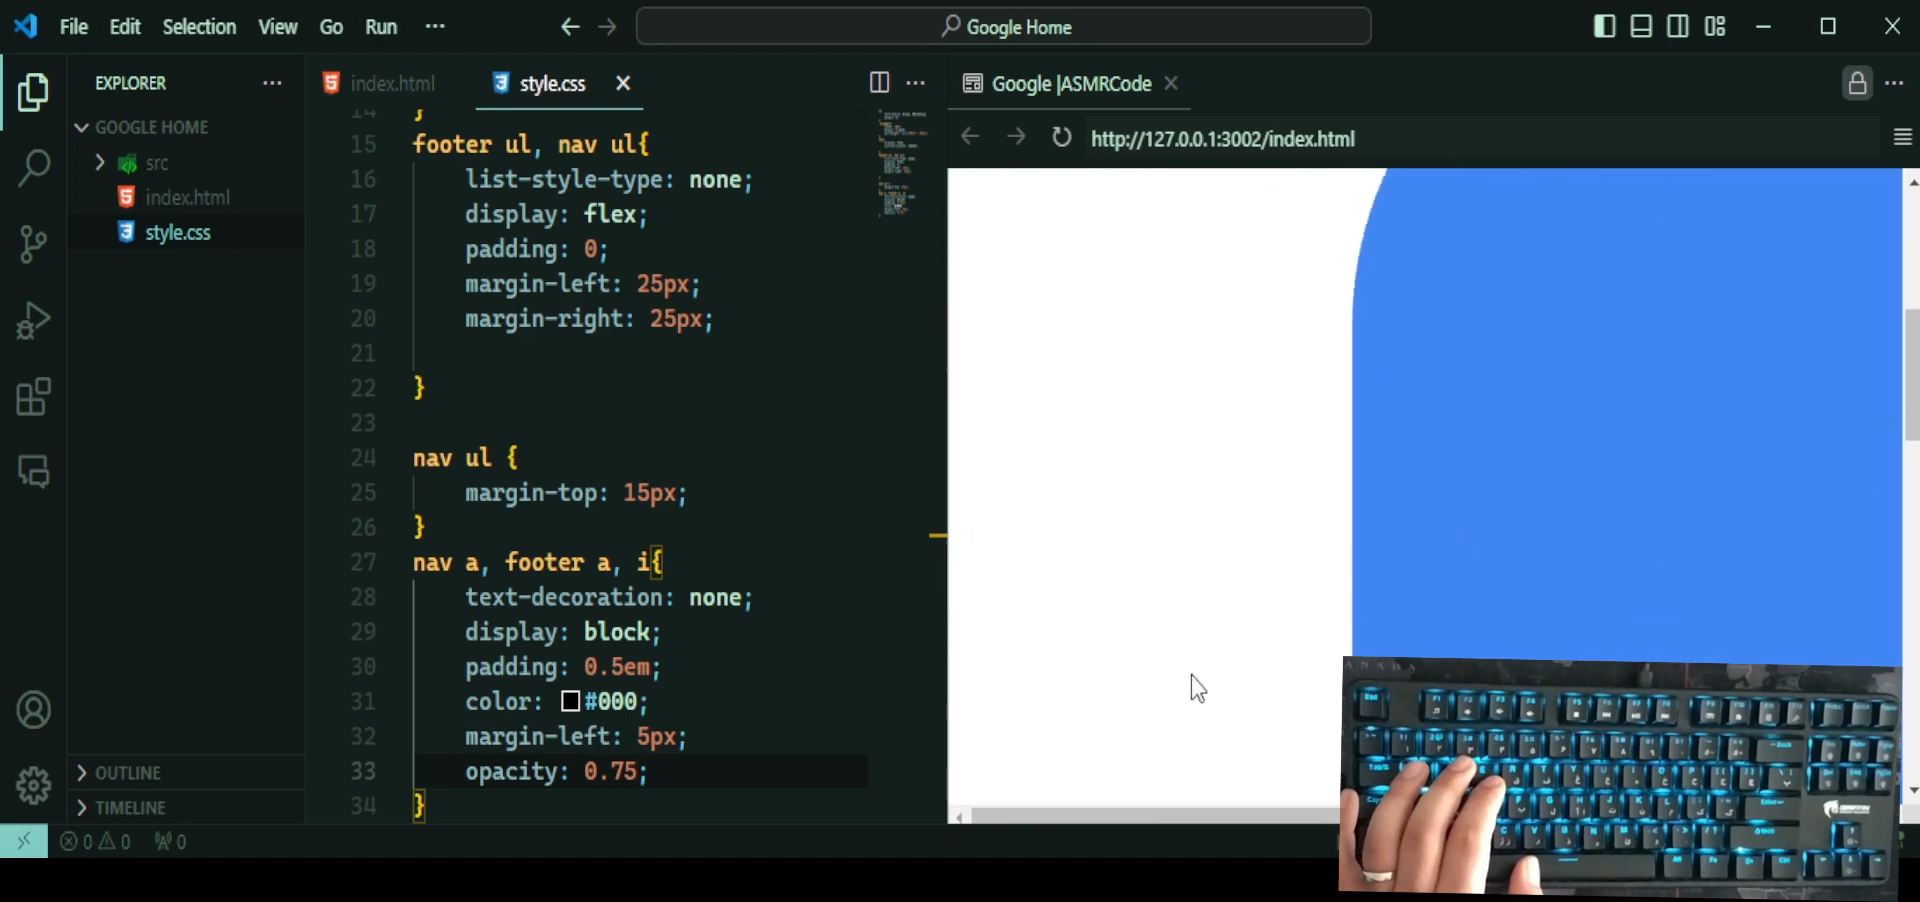 File Edit Selection View Go Run ...
Google Home
EXPLORER
GOOGLE HOME
src
index.html
style.css
OUTLINE
TIMELINE
index.html
style.css
14 }
15 footer ul, nav ul{
16 list-style-type: none;
17 display: flex;
18 padding: 0;
19 margin-left: 25px;
20 margin-right: 25px;
21
22 }
23
24 nav ul {
25 margin-top: 15px;
26 }
27 nav a, footer a, i{
28 text-decoration: none;
29 display: block;
30 padding: 0.5em;
31 color: #000;
32 margin-left: 5px;
33 opacity: 0.75;
34 }
Google |ASMRCode
http://127.0.0.1:3002/index.html
0 0 0